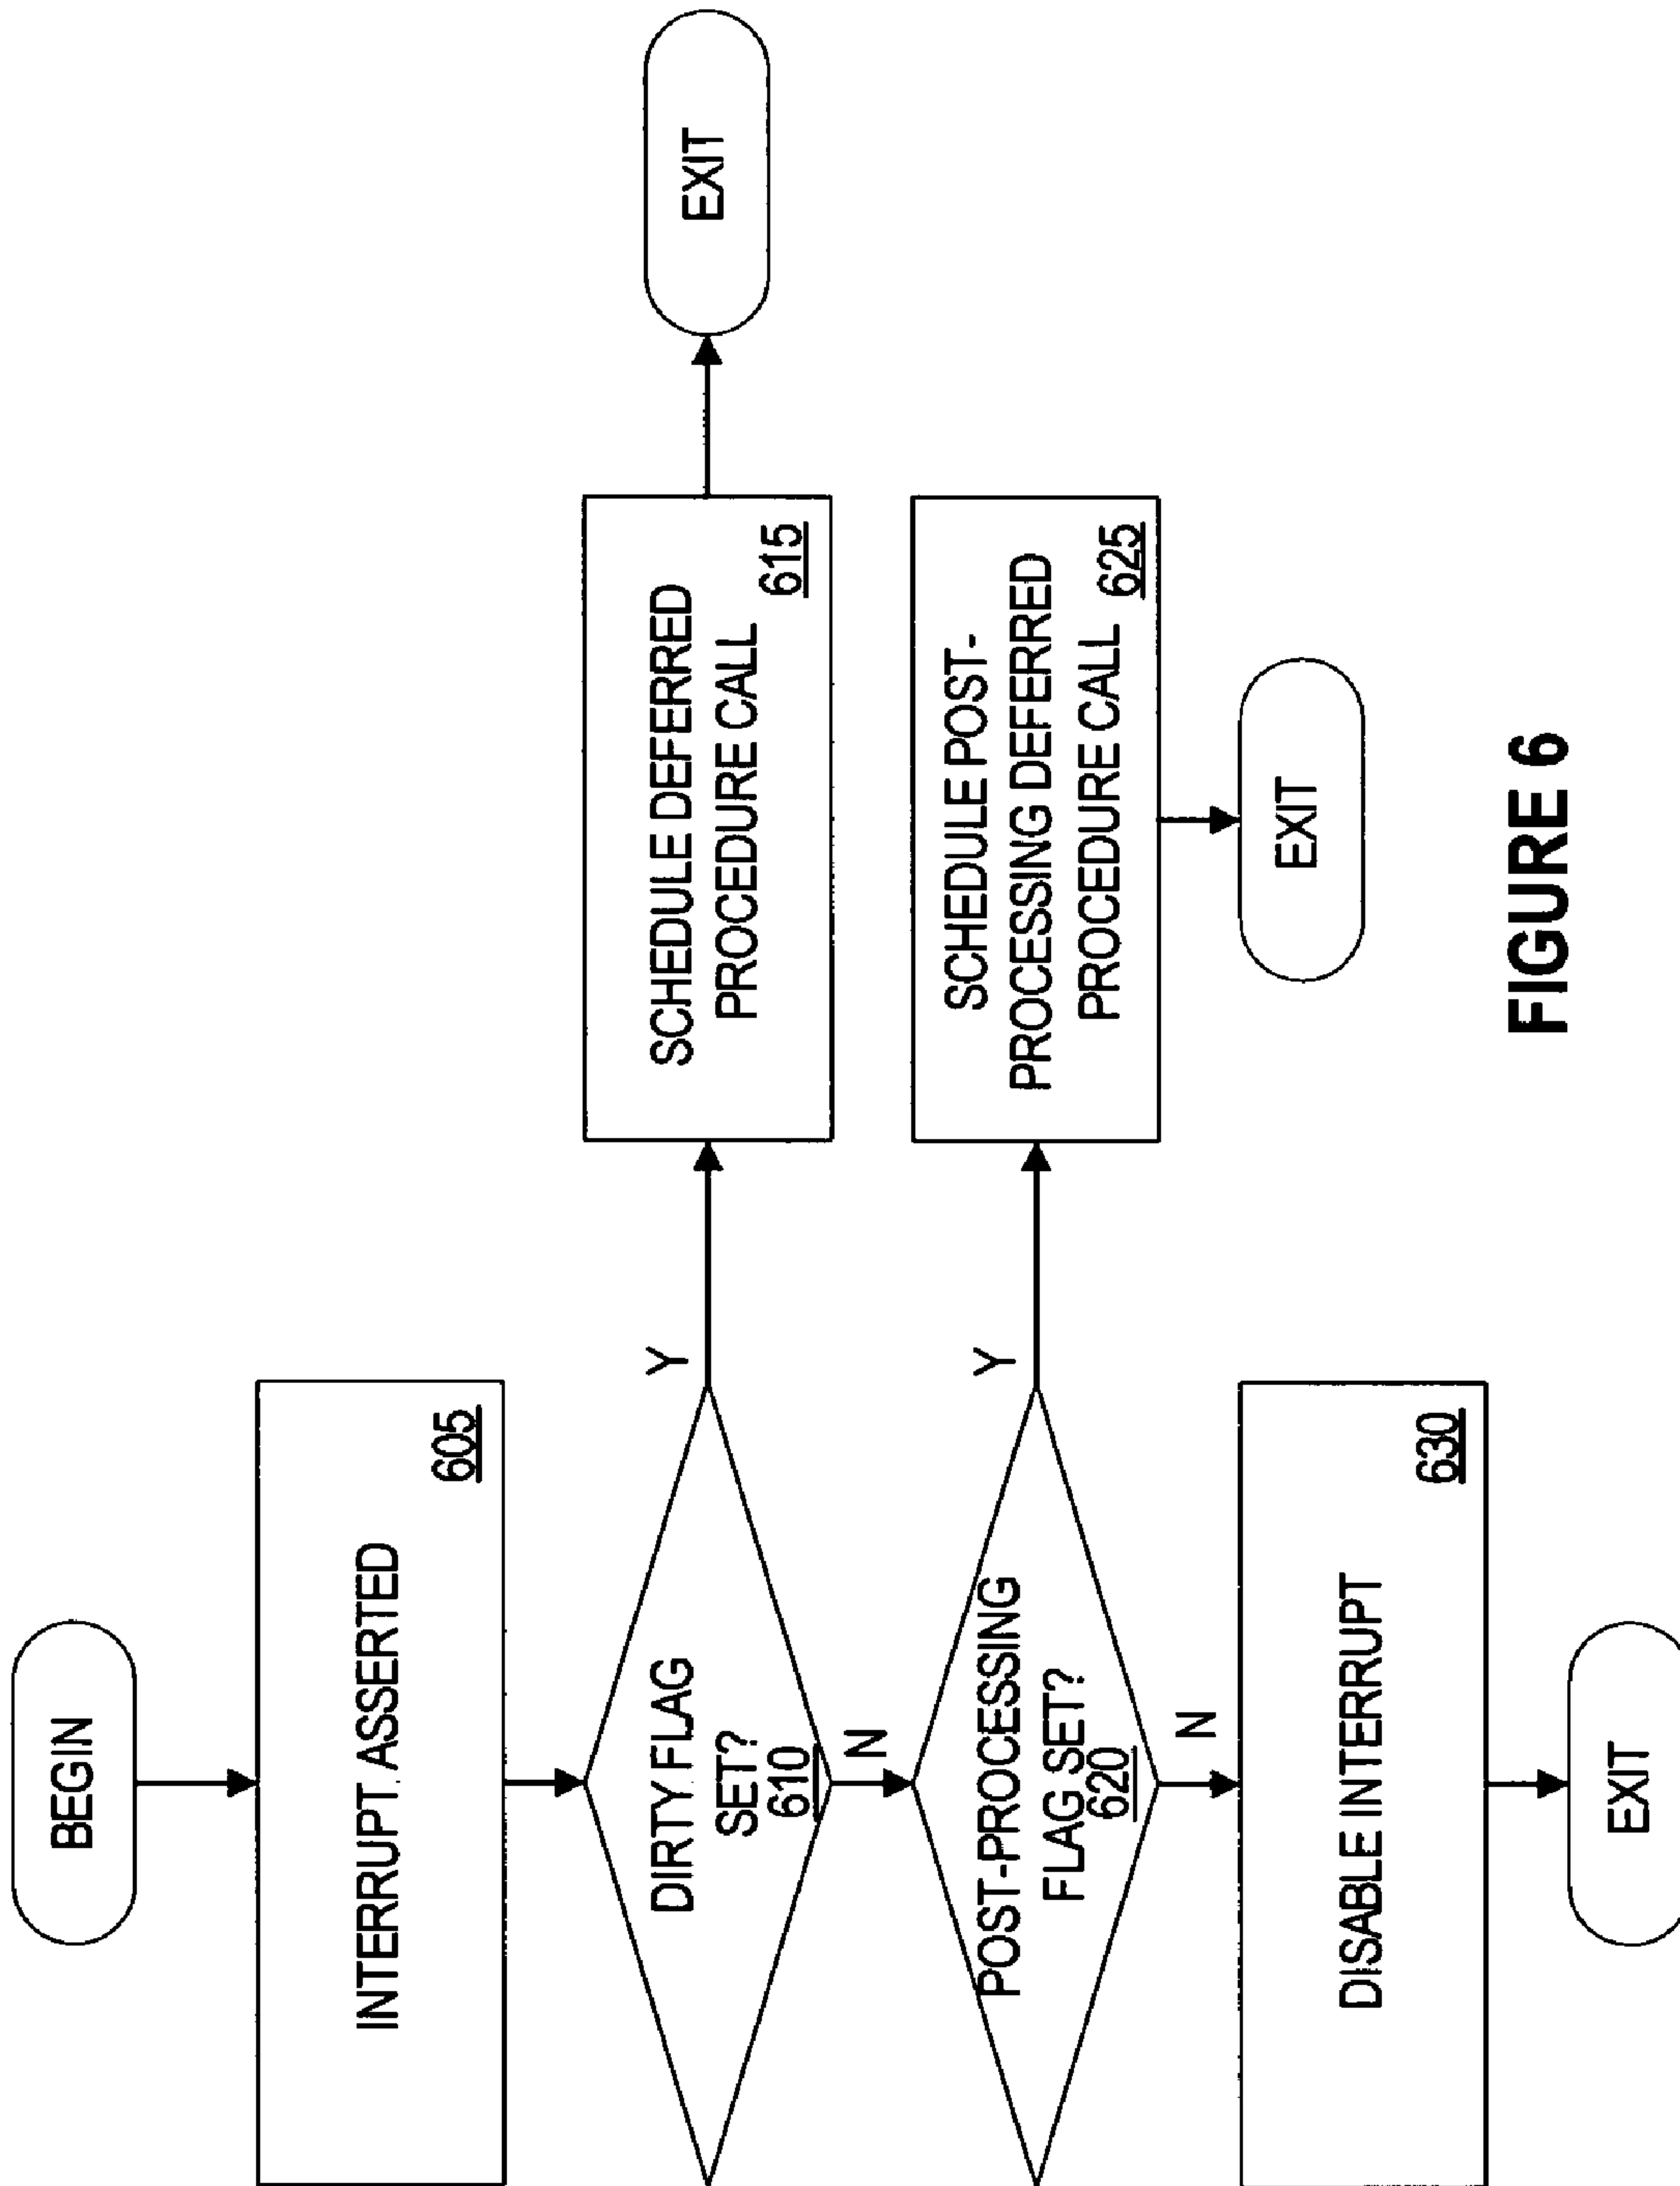 BEGIN
INTERRUPT ASSERTED
605
DIRTY FLAG
SET?
610
Y
SCHEDULE DEFERRED
PROCEDURE CALL
615
EXIT
N
POST-PROCESSING
FLAG SET?
620
Y
SCHEDULE POST-
PROCESSING DEFERRED
PROCEDURE CALL
625
EXIT
N
DISABLE INTERRUPT
630
EXIT
FIGURE 6